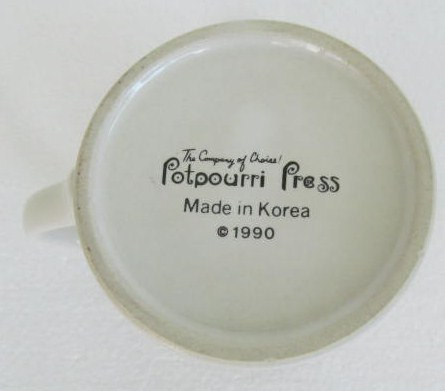 The Company of Choice!
Potpourri Press
Made in Korea
© 1990